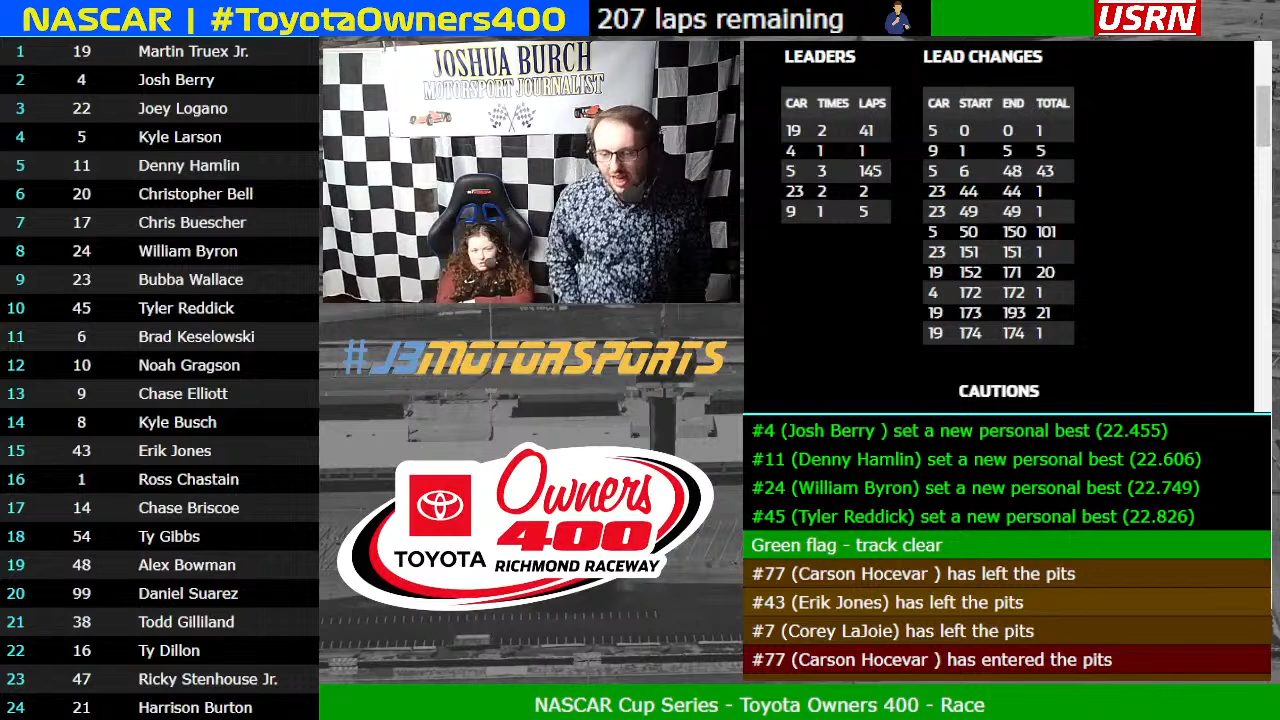 NASCAR | #ToyotaOwners400
207 laps remaining
USRN
1 19 Martin Truex Jr.
2 4 Josh Berry
3 22 Joey Logano
4 5 Kyle Larson
5 11 Denny Hamlin
6 20 Christopher Bell
7 17 Chris Buescher
8 24 William Byron
9 23 Bubba Wallace
10 45 Tyler Reddick
11 6 Brad Keselowski
12 10 Noah Gragson
13 9 Chase Elliott
14 8 Kyle Busch
15 43 Erik Jones
16 1 Ross Chastain
17 14 Chase Briscoe
18 54 Ty Gibbs
19 48 Alex Bowman
20 99 Daniel Suarez
21 38 Todd Gilliland
22 16 Ty Dillon
23 47 Ricky Stenhouse Jr.
24 21 Harrison Burton
JOSHUA BURCH
MOTORSPORT JOURNALIST
#JBMOTORSPORTS
TOYOTA
Owners
400
RICHMOND RACEWAY
LEADERS
CAR TIMES LAPS
19 2 41
4 1 1
5 3 145
23 2 2
9 1 5
LEAD CHANGES
CAR START END TOTAL
5 0 0 1
9 1 5 5
5 6 48 43
23 44 44 1
23 49 49 1
5 50 150 101
23 151 151 1
19 152 171 20
4 172 172 1
19 173 193 21
19 174 174 1
CAUTIONS
#4 (Josh Berry ) set a new personal best (22.455)
#11 (Denny Hamlin) set a new personal best (22.606)
#24 (William Byron) set a new personal best (22.749)
#45 (Tyler Reddick) set a new personal best (22.826)
Green flag - track clear
#77 (Carson Hocevar ) has left the pits
#43 (Erik Jones) has left the pits
#7 (Corey LaJoie) has left the pits
#77 (Carson Hocevar ) has entered the pits
NASCAR Cup Series - Toyota Owners 400 - Race